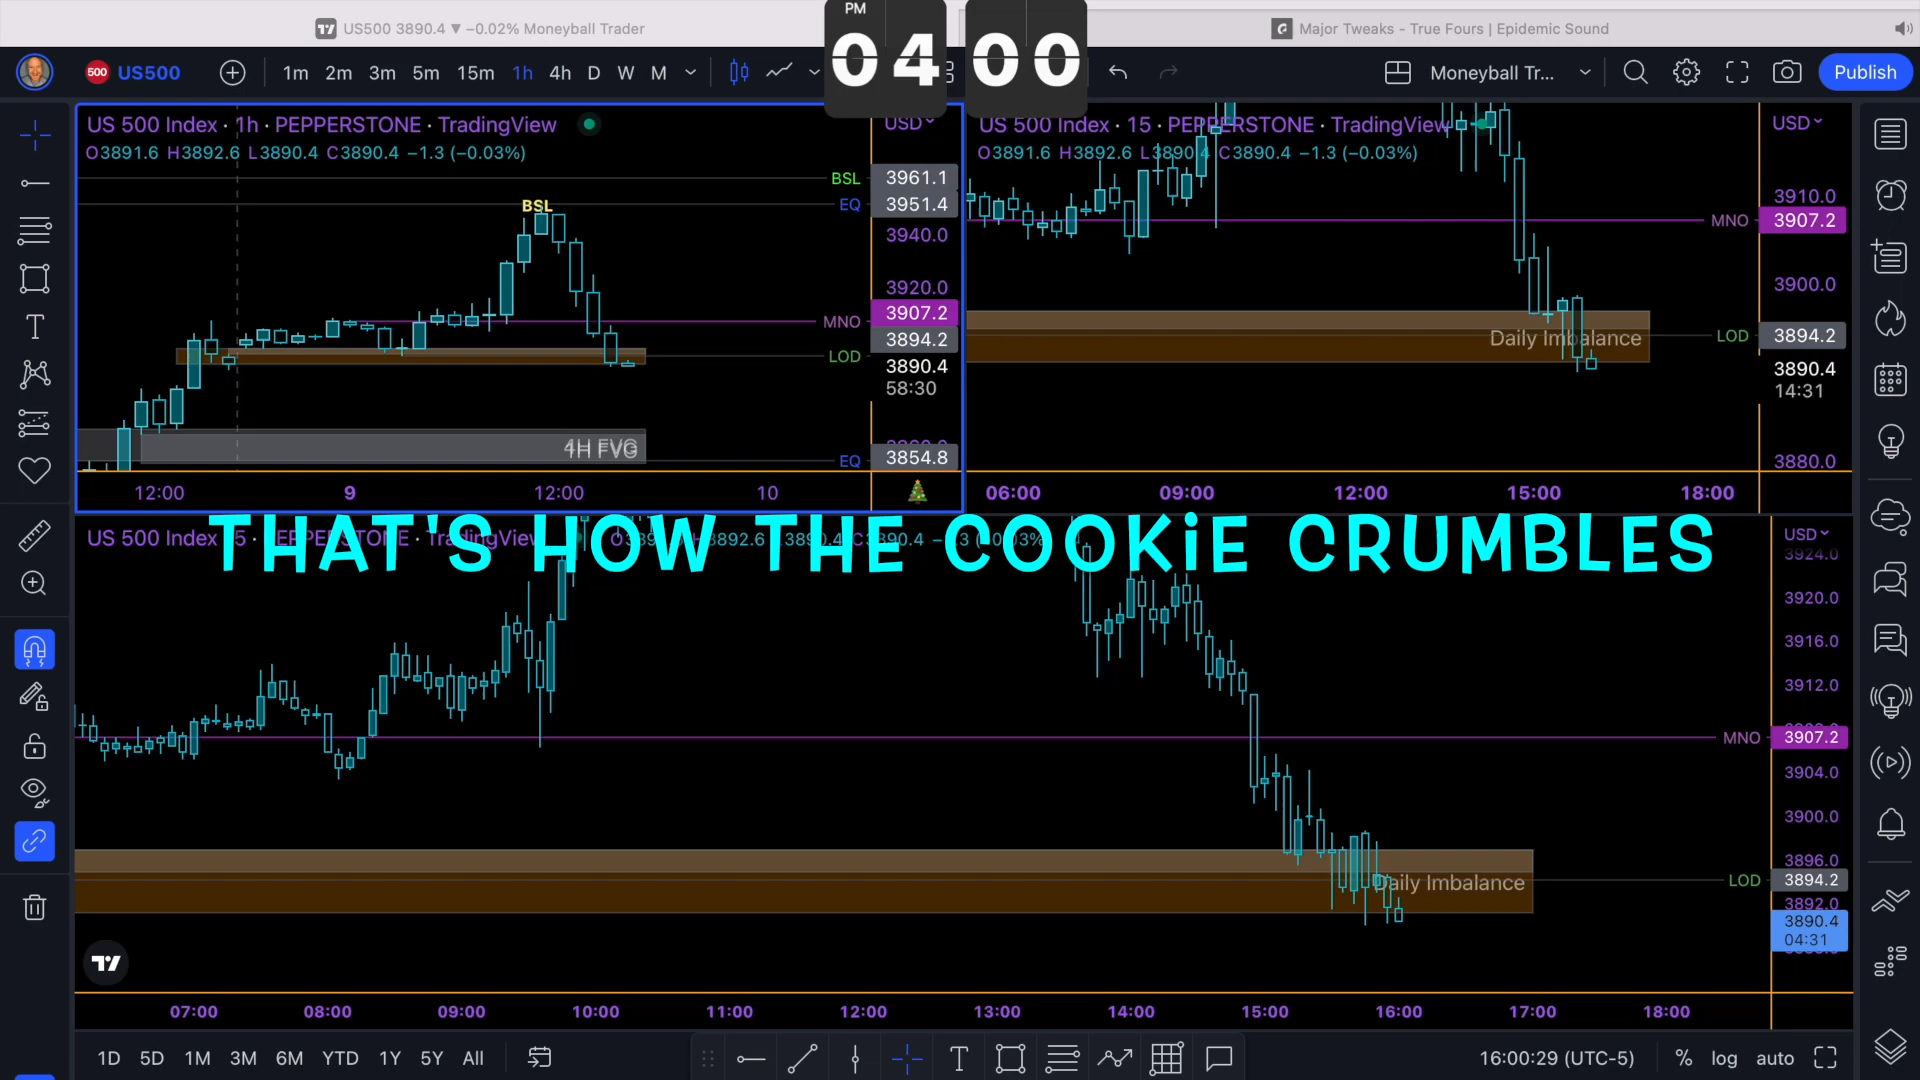 US500 3890.4 ▼ −0.02% Moneyball Trader
Major Tweaks - True Fours | Epidemic Sound
PM
04 00
500 US500
1m 2m 3m 5m 15m 1h 4h D W M
Moneyball Tr...
Publish
US 500 Index · 1h · PEPPERSTONE · TradingView
USD
O3891.6 H3892.6 L3890.4 C3890.4 −1.3 (−0.03%)
BSL 3961.1
BSL
EQ 3951.4
3940.0
3920.0
MNO 3907.2
3894.2
LOD
3890.4
58:30
4H FVG
EQ 3854.8
12:00 9 12:00 10
US 500 Index · 15 · PEPPERSTONE · TradingView
USD
O3891.6 H3892.6 L3890.4 C3890.4 −1.3 (−0.03%)
3910.0
MNO 3907.2
3900.0
Daily Imbalance
LOD 3894.2
3890.4
14:31
3880.0
06:00 09:00 12:00 15:00 18:00
THAT'S HOW THE COOKiE CRUMBLES
US 500 Index · 5 · PEPPERSTONE · TradingView
USD
3924.0
3920.0
3916.0
3912.0
MNO 3907.2
3904.0
3900.0
3896.0
Daily Imbalance
LOD 3894.2
3892.0
3890.4
04:31
07:00 08:00 09:00 10:00 11:00 12:00 13:00 14:00 15:00 16:00 17:00 18:00
1D 5D 1M 3M 6M YTD 1Y 5Y All
16:00:29 (UTC-5) % log auto